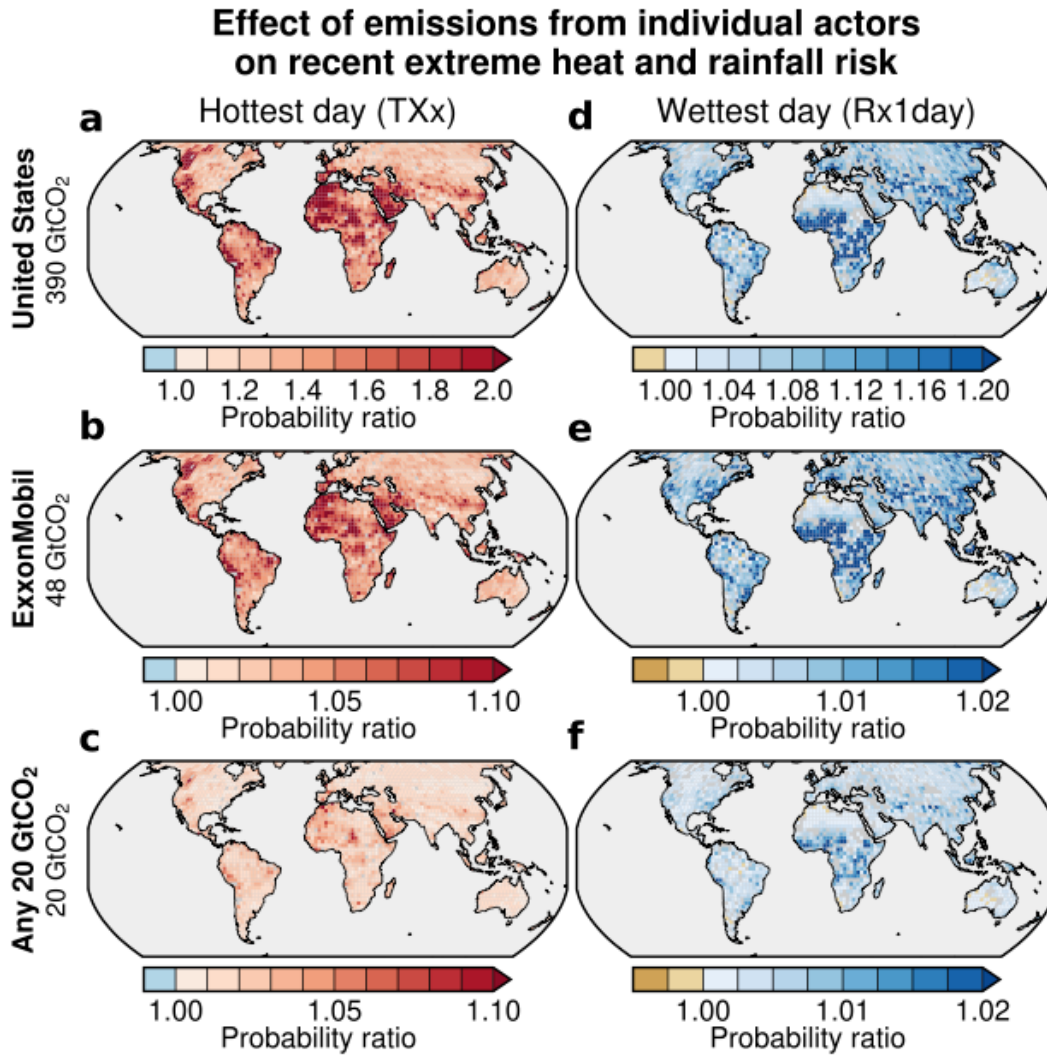 Effect of emissions from individual actors
on recent extreme heat and rainfall risk
a
Hottest day (TXx)
d
Wettest day (Rx1day)
United States
390 GtCO₂
1.0 1.2 1.4 1.6 1.8 2.0
Probability ratio
1.00 1.04 1.08 1.12 1.16 1.20
Probability ratio
b
e
ExxonMobil
48 GtCO₂
1.00 1.05 1.10
Probability ratio
1.00 1.01 1.02
Probability ratio
c
f
Any 20 GtCO₂
20 GtCO₂
1.00 1.05 1.10
Probability ratio
1.00 1.01 1.02
Probability ratio